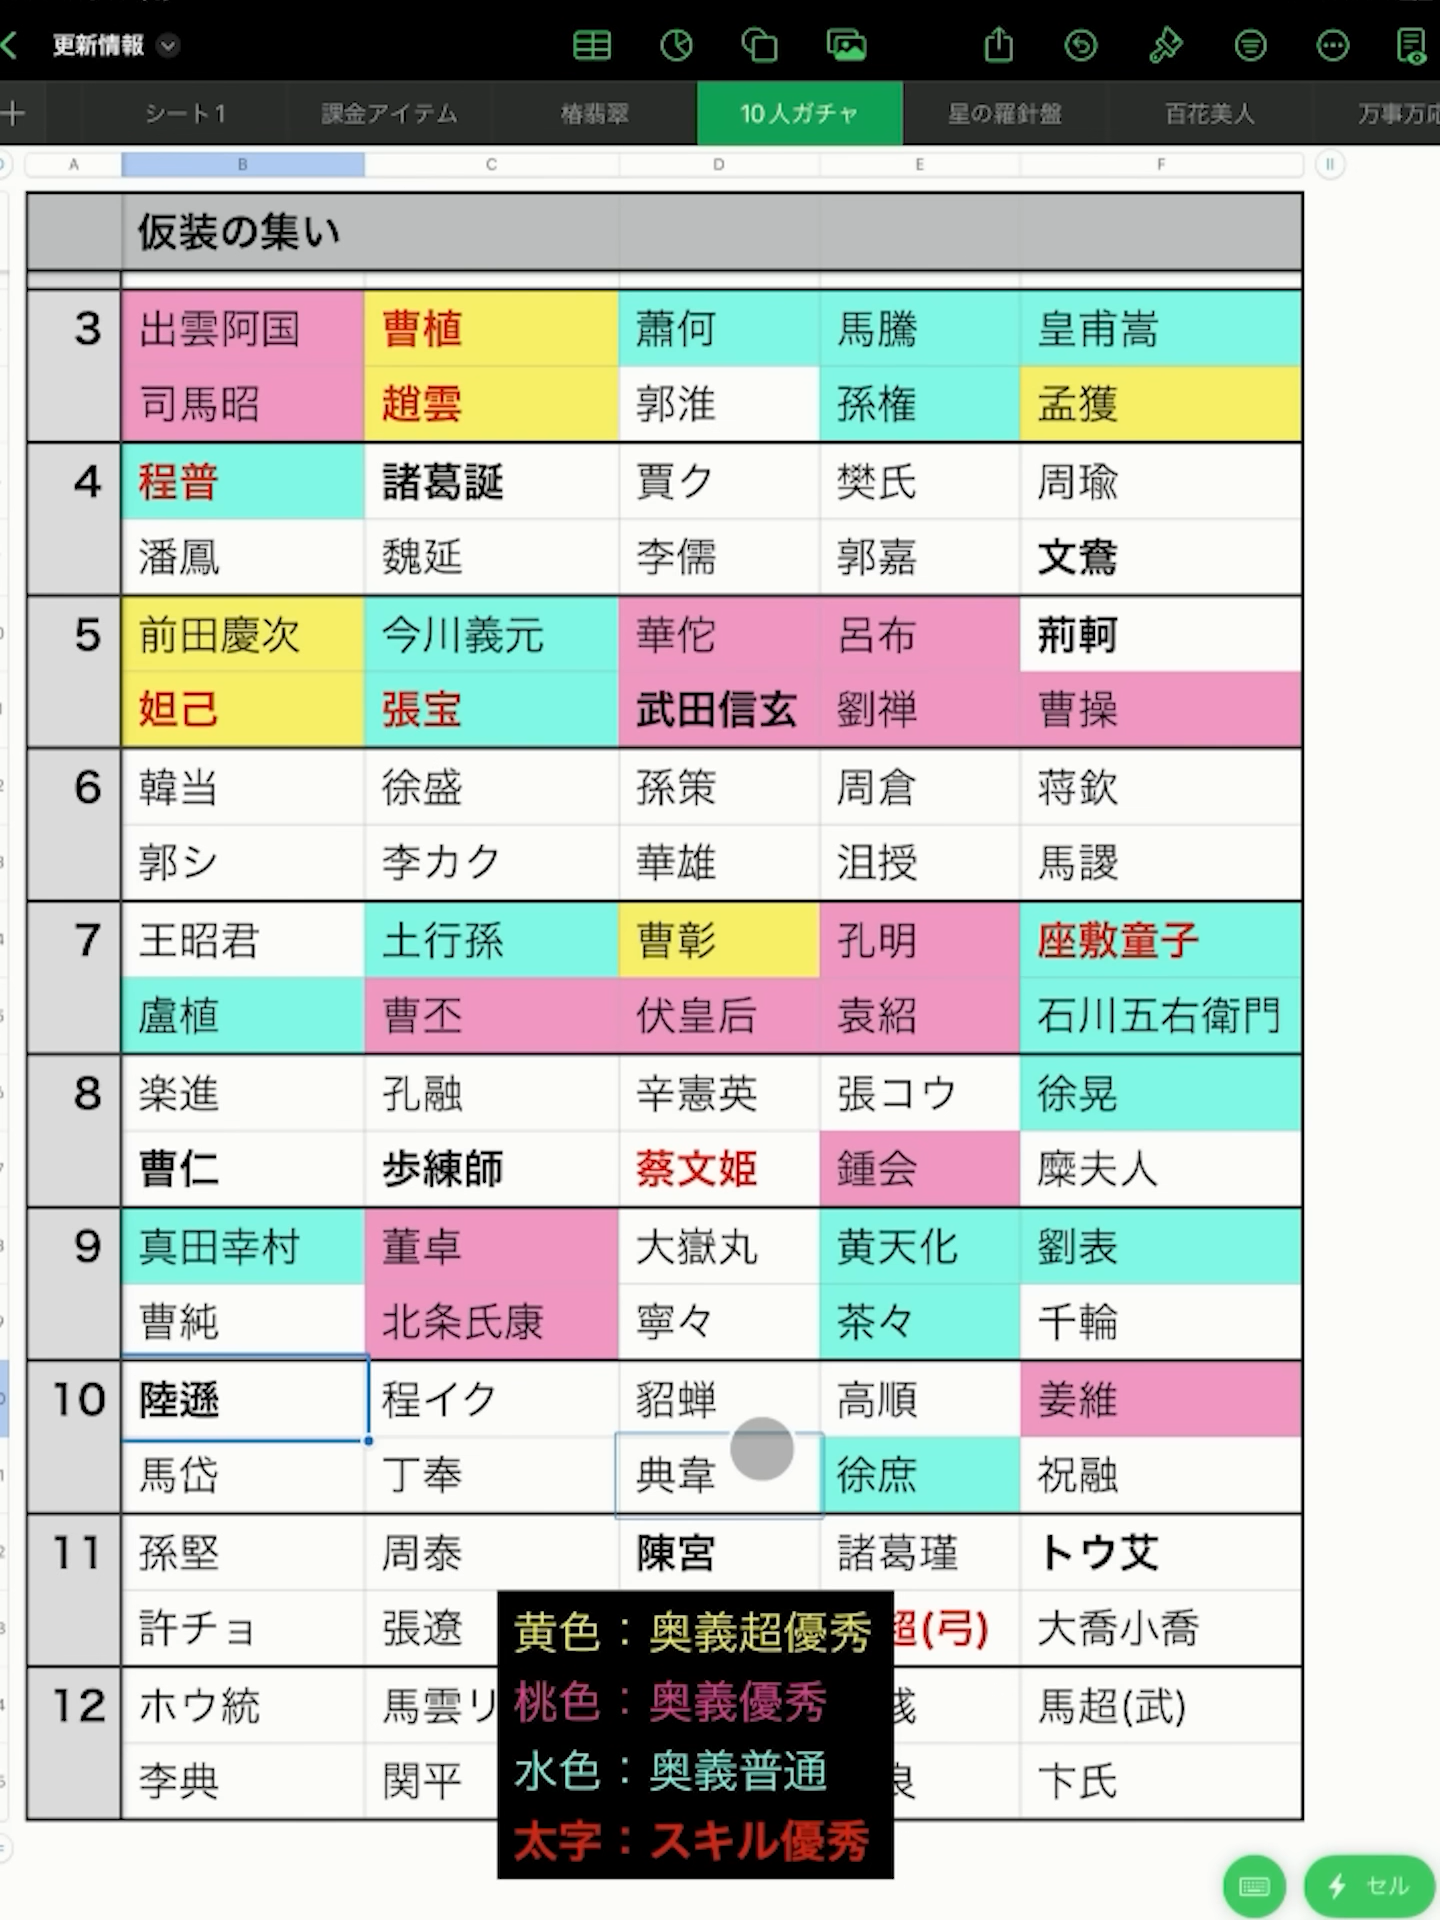 更新情報
シート1 課金アイテム 椿翡翠 10人ガチャ 星の羅針盤 百花美人 万事万応
A B C D E F
仮装の集い
3 出雲阿国 曹植 蕭何 馬騰 皇甫嵩
司馬昭 趙雲 郭淮 孫権 孟獲
4 程普 諸葛誕 賈ク 樊氏 周瑜
潘鳳 魏延 李儒 郭嘉 文鴦
5 前田慶次 今川義元 華佗 呂布 荊軻
妲己 張宝 武田信玄 劉禅 曹操
6 韓当 徐盛 孫策 周倉 蒋欽
郭シ 李カク 華雄 沮授 馬謖
7 王昭君 土行孫 曹彰 孔明 座敷童子
盧植 曹丕 伏皇后 袁紹 石川五右衛門
8 楽進 孔融 辛憲英 張コウ 徐晃
曹仁 歩練師 蔡文姫 鍾会 糜夫人
9 真田幸村 董卓 大嶽丸 黄天化 劉表
曹純 北条氏康 寧々 茶々 千輪
10 陸遜 程イク 貂蝉 高順 姜維
馬岱 丁奉 典韋 徐庶 祝融
11 孫堅 周泰 陳宮 諸葛瑾 トウ艾
許チョ 張遼 超(弓) 大喬小喬
12 ホウ統 馬雲リ 馬超(武)
李典 関平 卞氏
黄色：奥義超優秀
桃色：奥義優秀
水色：奥義普通
太字：スキル優秀
セル